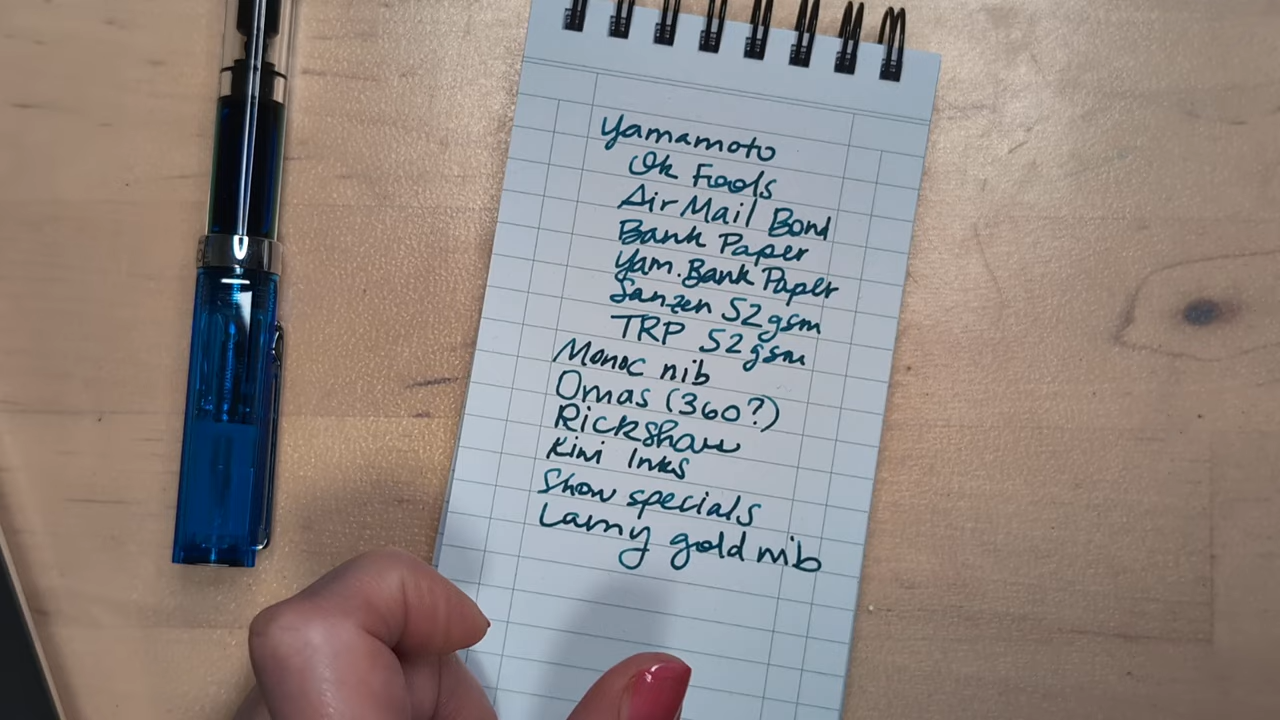 Yamamoto
Ok Fools
Air Mail Bond
Bank Paper
Yam. Bank Paper
Sanzen 52gsm
TRP 52gsm
Monoc nib
Omas (360?)
Rickshaw
Kiwi Inks
Show specials
Lamy gold nib